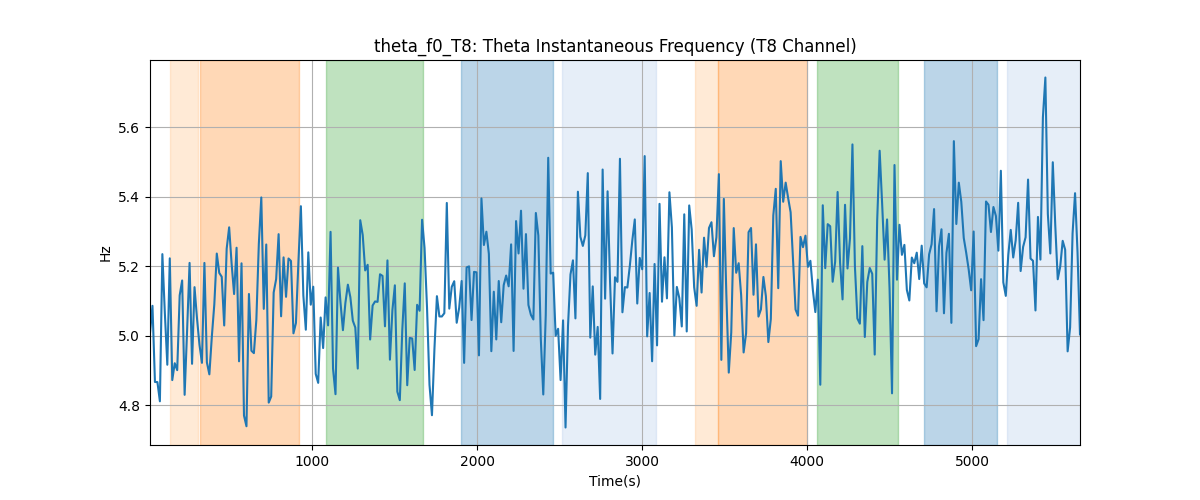 theta_f0_T8: Theta Instantaneous Frequency (T8 Channel)
Hz
5.6
5.4
5.2
5.0
4.8
1000 2000 3000 4000 5000
Time(s)